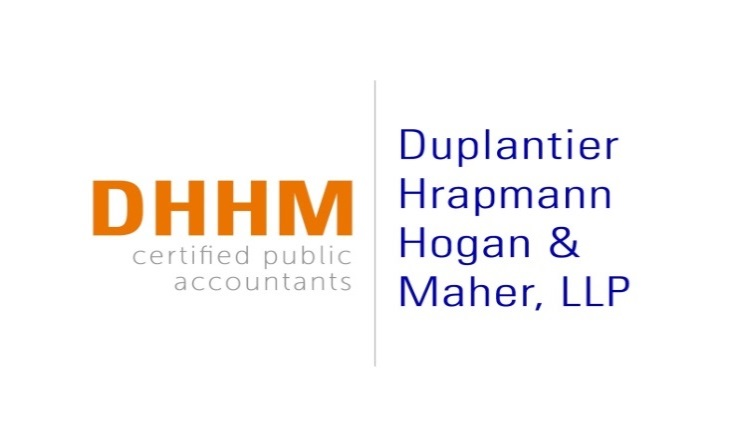 DHHM
certified public
accountants
Duplantier
Hrapmann
Hogan &
Maher, LLP